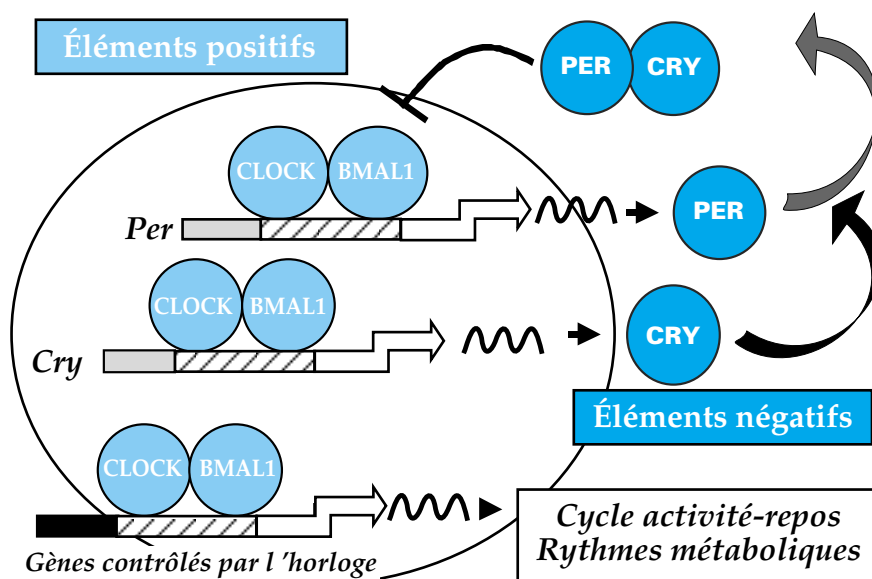 Éléments positifs
PER CRY
CLOCK BMAL1
Per
PER
CLOCK BMAL1
Cry
CRY
Éléments négatifs
CLOCK BMAL1
Gènes contrôlés par l ’horloge
Cycle activité-repos
Rythmes métaboliques